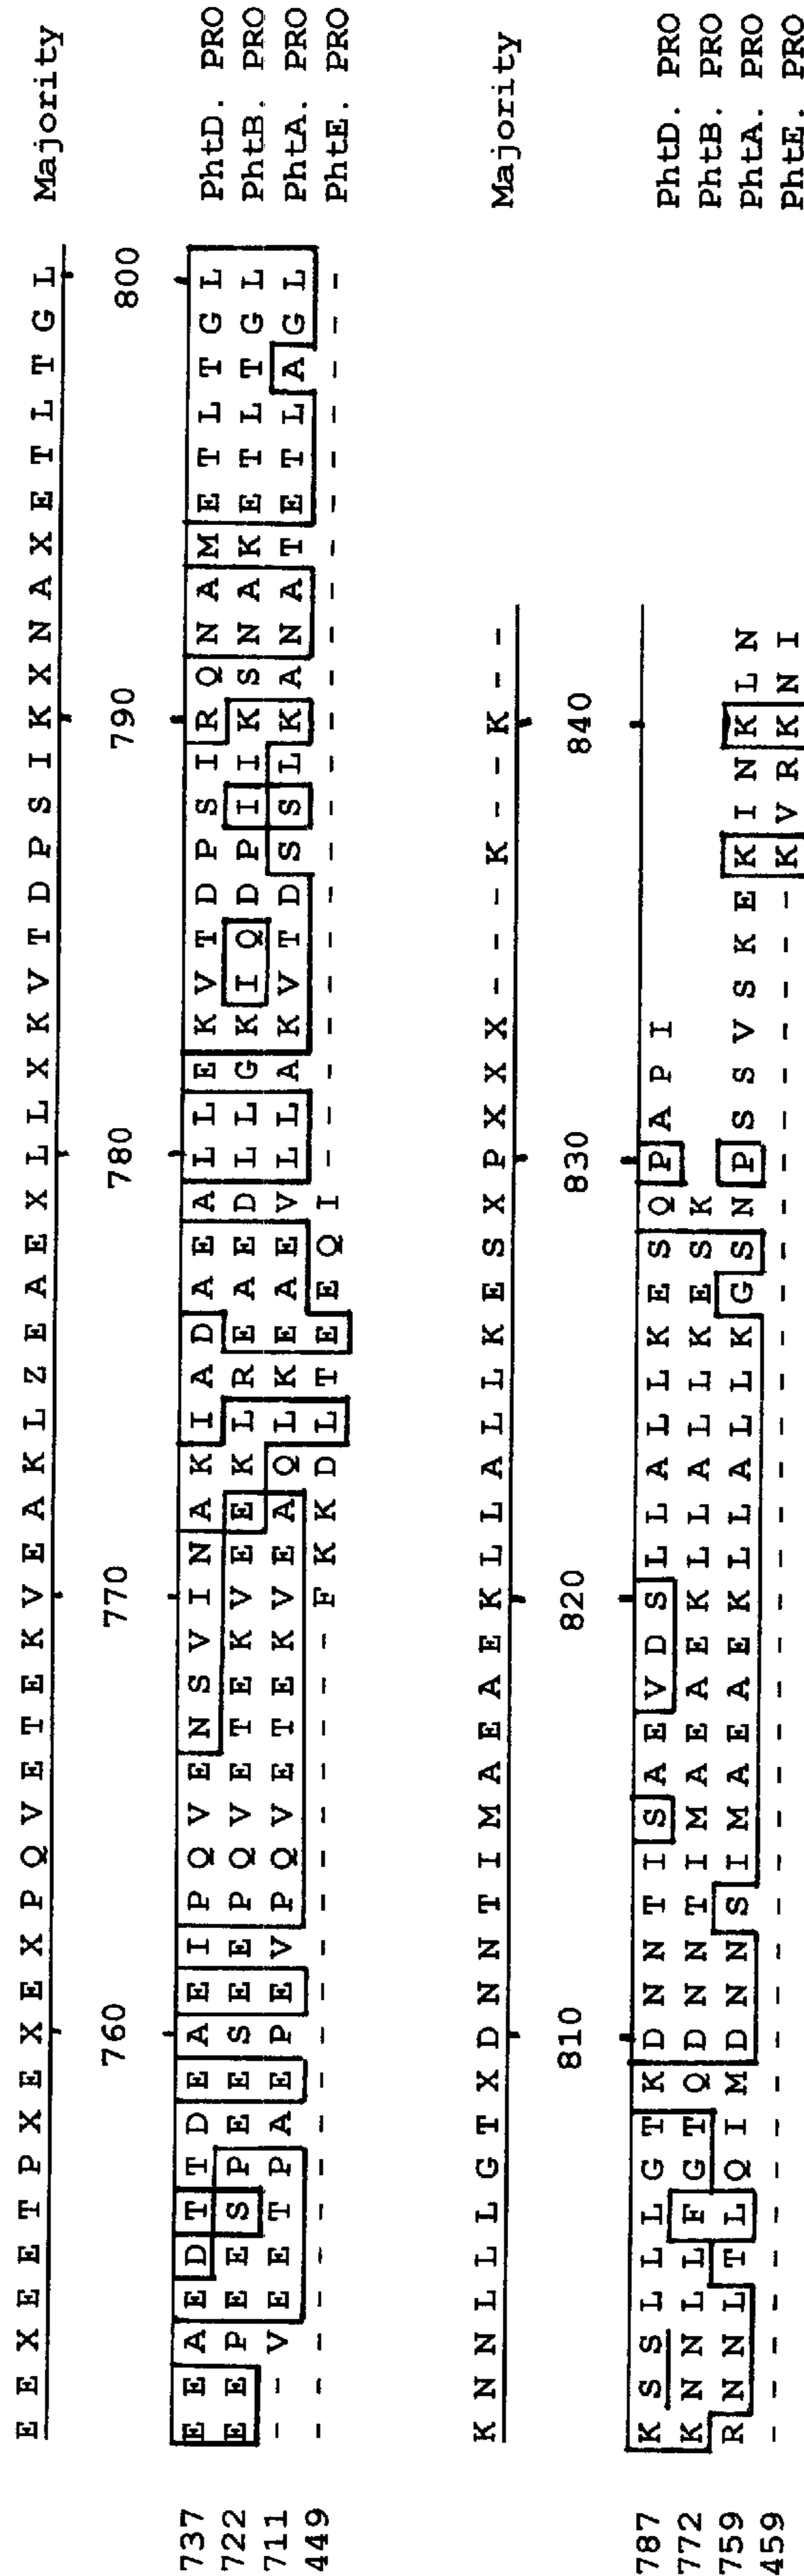 E E X E E T P X E X E X P Q V E T E K V E A K L Z E A E X L L X K V T D P S I K X N A X E T L T G L Majority
760 770 780 790 800
737 E E A E D T T D E A E I P Q V E N S V I N A K I A D A E A L L E K V T D P S I R Q N A M E T L T G L PhtD. PRO
722 E E P E E S P E E S E E P Q V E T E K V E E K L R E A E D L L G K I Q D P I I K S N A K E T L T G L PhtB. PRO
711 - - V E E T P A E P E V P Q V E T E K V E A Q L K E A E V L L A K V T D S S L K A N A T E T L A G L PhtA. PRO
449 - - - - - - - - - - - - - - - - - - - F K K D L T E E Q I - - - - - - - - - - - - - - - - - - - - - PhtE. PRO
K N N L L L G T X D N N T I M A E A E K L L A L L K E S X P X X X - - - K - - K - - Majority
810 820 830 840
787 K S S L L L G T K D N N T I S A E V D S L L A L L K E S Q P A P I PhtD. PRO
772 K N N L L F G T Q D N N T I M A E A E K L L A L L K E S K PhtB. PRO
759 R N N L T L Q I M D N N S I M A E A E K L L A L L K G S N P S S V S K E K I N K L N PhtA. PRO
459 - - - - - - - - - - - - - - - - - - - - - - - - - - - - - - - - - - - - K V R K N I PhtE. PRO